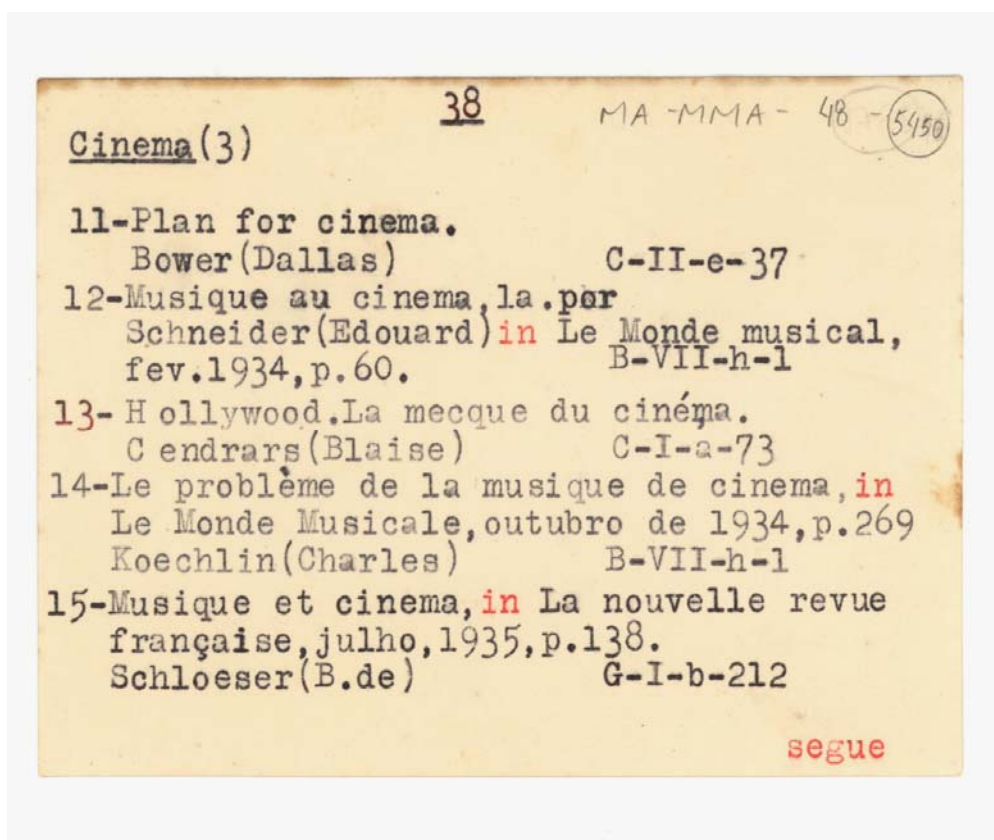 38
MA-MMA- 48 - 5450
Cinema(3)
11-Plan for cinema.
Bower(Dallas) C-II-e-37
12-Musique au cinema,la.por
Schneider(Edouard)in Le Monde musical,
fev.1934,p.60. B-VII-h-1
13-H ollywood.La mecque du cinéma.
C endrars(Blaise) C-I-a-73
14-Le problème de la musique de cinema,in
Le Monde Musicale,outubro de 1934,p.269
Koechlin(Charles) B-VII-h-1
15-Musique et cinema,in La nouvelle revue
française,julho,1935,p.138.
Schloeser(B.de) G-I-b-212
segue